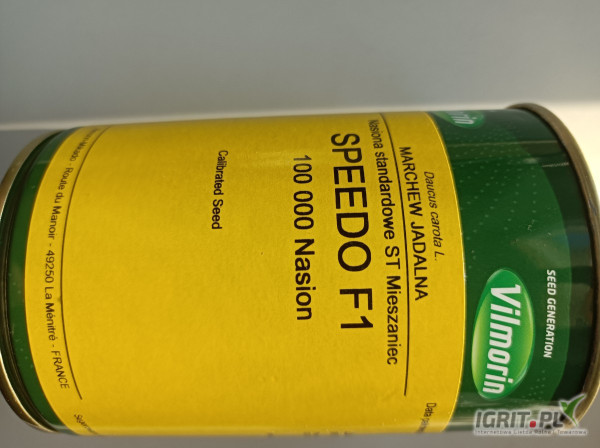 SEED GENERATION
Vilmorin
Daucus carota L.
MARCHEW JADALNA
Nasiona standardowe ST Mieszaniec
SPEEDO F1
100 000 Nasion
Calibrated Seed
Route du Manoir - 49250 La Ménitré - FRANCE
IGRIT.PL